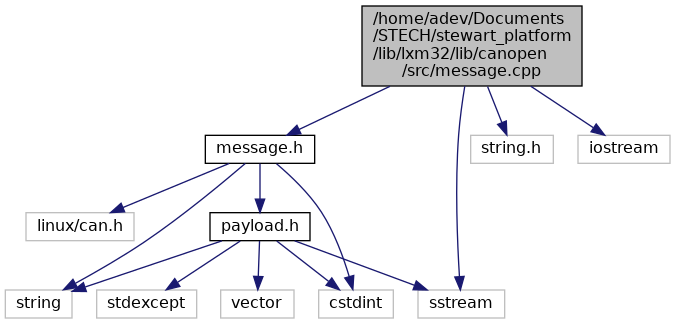 /home/adev/Documents
/STECH/stewart_platform
/lib/lxm32/lib/canopen
/src/message.cpp
message.h
string.h
iostream
linux/can.h
payload.h
string
stdexcept
vector
cstdint
sstream